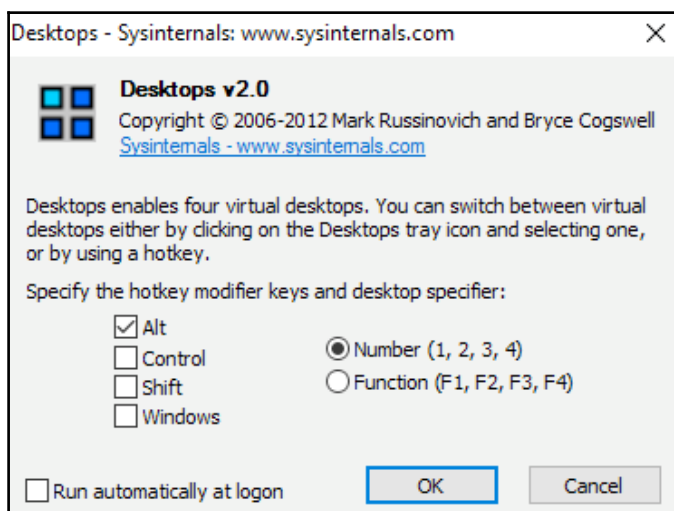 Desktops - Sysinternals: www.sysinternals.com
Desktops v2.0
Copyright © 2006-2012 Mark Russinovich and Bryce Cogswell
Sysinternals - www.sysinternals.com
Desktops enables four virtual desktops. You can switch between virtual
desktops either by clicking on the Desktops tray icon and selecting one,
or by using a hotkey.
Specify the hotkey modifier keys and desktop specifier:
Alt
Control
Shift
Windows
Number (1, 2, 3, 4)
Function (F1, F2, F3, F4)
Run automatically at logon
OK
Cancel